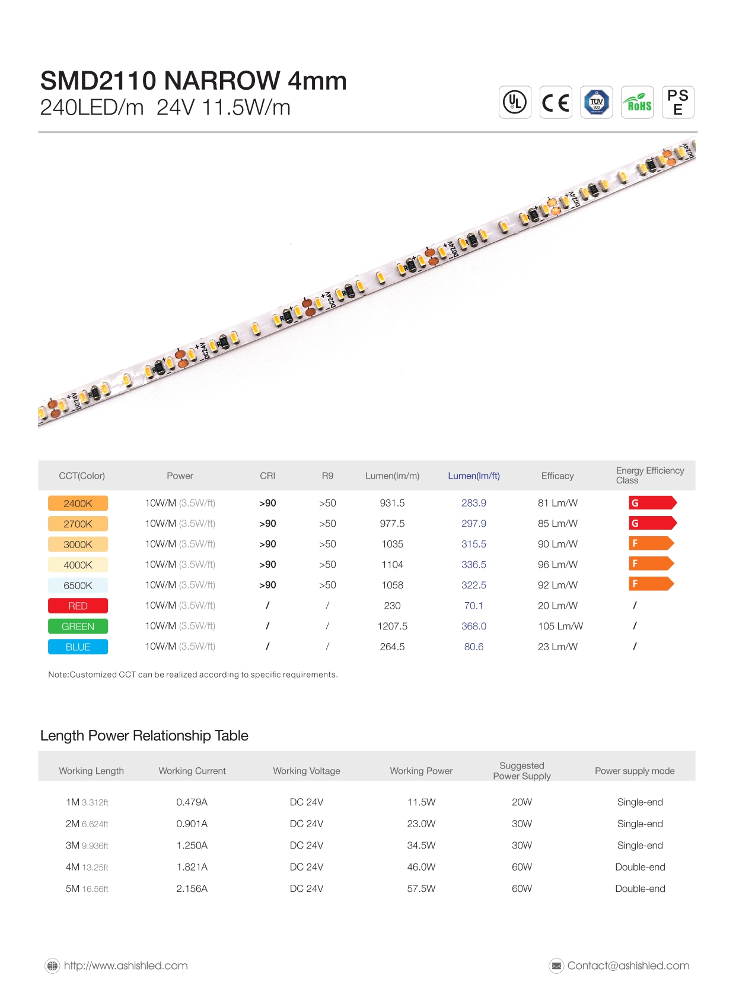 SMD2110 NARROW 4mm
240LED/m 24V 11.5W/m
UL
CE
TÜV
SÜD
RoHS
PS
E
DC24V
DC24V
DC24V
DC24V
DC24V
DC24V
CCT(Color) Power CRI R9 Lumen(lm/m) Lumen(lm/ft) Efficacy Energy Efficiency Class
2400K 10W/M (3.5W/ft) >90 >50 931.5 283.9 81 Lm/W G
2700K 10W/M (3.5W/ft) >90 >50 977.5 297.9 85 Lm/W G
3000K 10W/M (3.5W/ft) >90 >50 1035 315.5 90 Lm/W F
4000K 10W/M (3.5W/ft) >90 >50 1104 336.5 96 Lm/W F
6500K 10W/M (3.5W/ft) >90 >50 1058 322.5 92 Lm/W F
RED 10W/M (3.5W/ft) / / 230 70.1 20 Lm/W /
GREEN 10W/M (3.5W/ft) / / 1207.5 368.0 105 Lm/W /
BLUE 10W/M (3.5W/ft) / / 264.5 80.6 23 Lm/W /
Note:Customized CCT can be realized according to specific requirements.
Length Power Relationship Table
Working Length Working Current Working Voltage Working Power Suggested Power Supply Power supply mode
1M 3.312ft 0.479A DC 24V 11.5W 20W Single-end
2M 6.624ft 0.901A DC 24V 23.0W 30W Single-end
3M 9.936ft 1.250A DC 24V 34.5W 30W Single-end
4M 13.25ft 1.821A DC 24V 46.0W 60W Double-end
5M 16.56ft 2.156A DC 24V 57.5W 60W Double-end
http://www.ashishled.com
Contact@ashishled.com